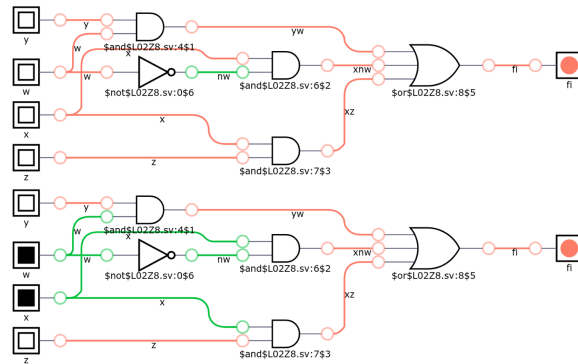 y
y
w
$and$L02Z8.sv:4$1
yw
x
w
w
$not$L02Z8.sv:0$6
nw
$and$L02Z8.sv:6$2
xnw
$or$L02Z8.sv:8$5
fi
fi
x
x
xz
z
z
$and$L02Z8.sv:7$3
y
y
w
$and$L02Z8.sv:4$1
yw
x
w
w
$not$L02Z8.sv:0$6
nw
$and$L02Z8.sv:6$2
xnw
$or$L02Z8.sv:8$5
fi
fi
x
x
xz
z
z
$and$L02Z8.sv:7$3